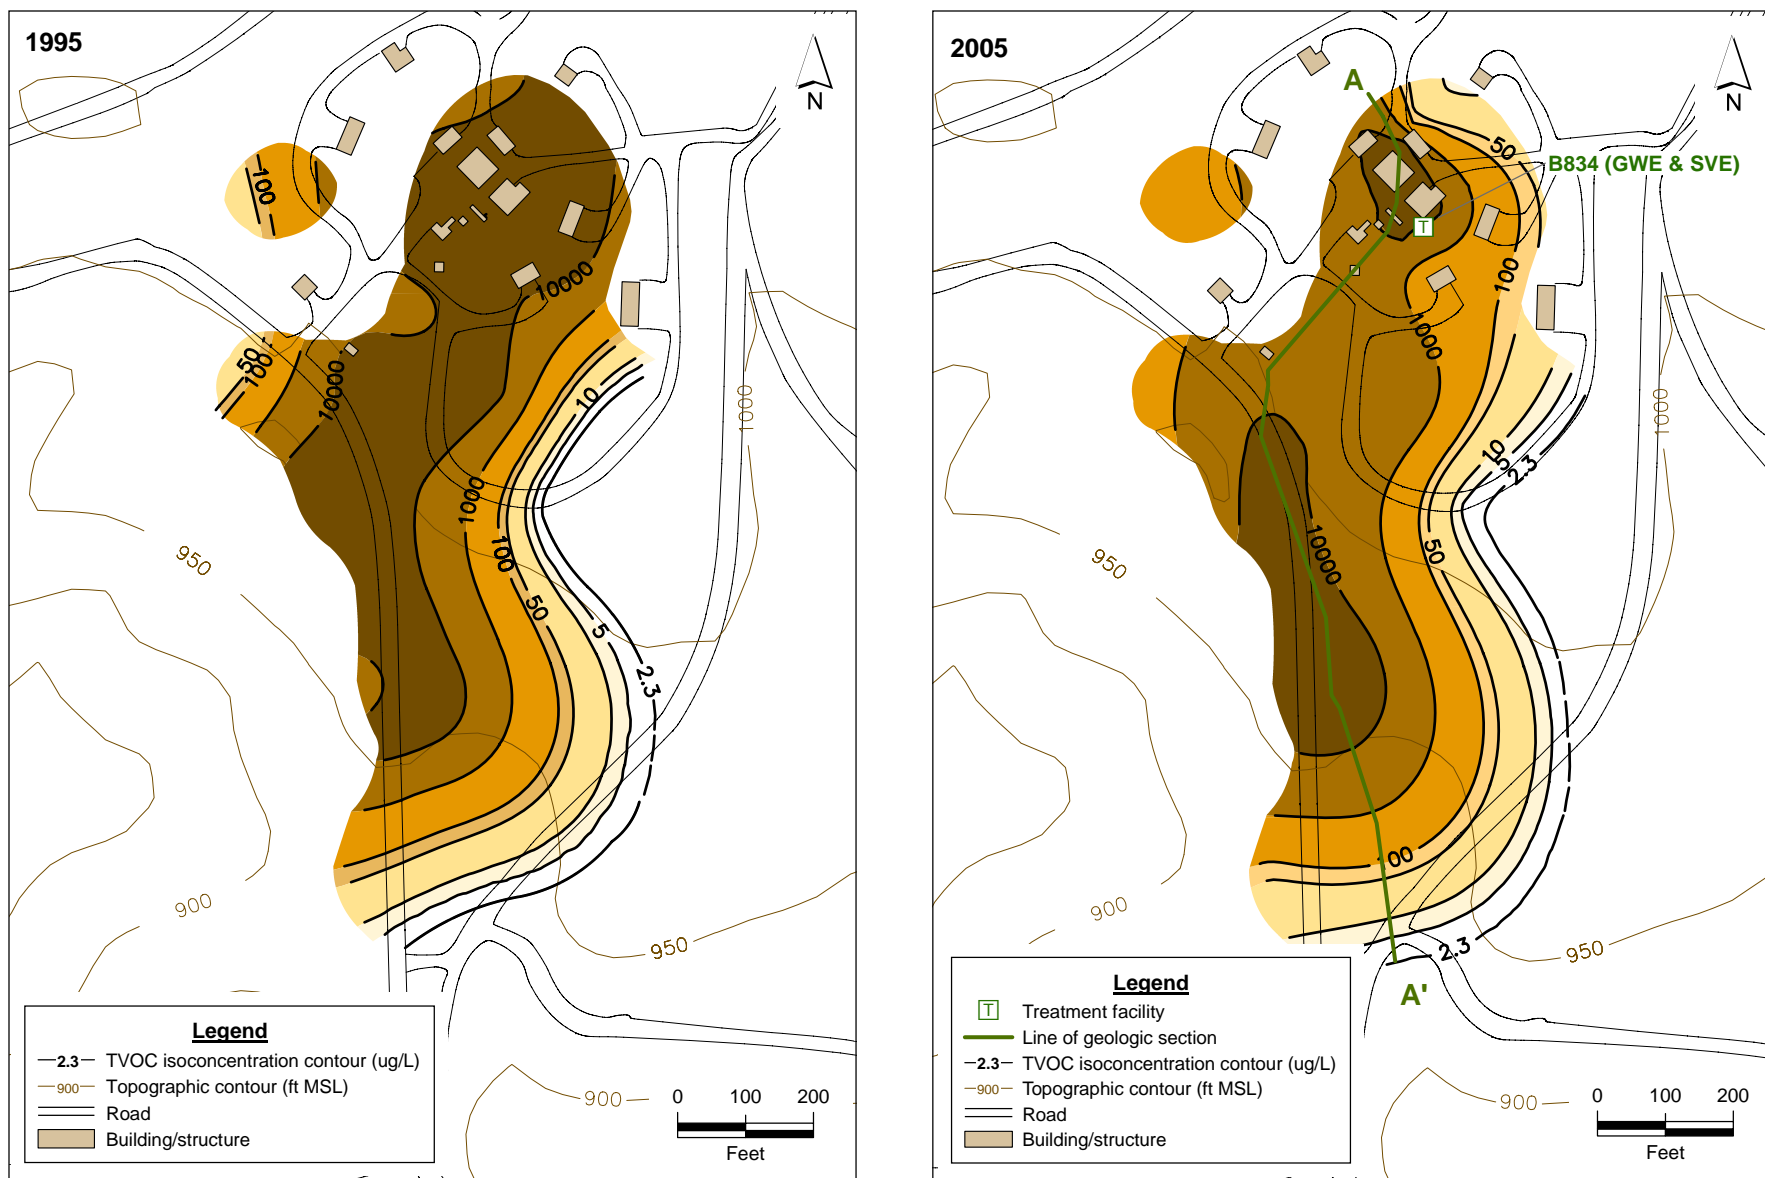 1995
N
100
10000
50
100
10000
10
1000
1000
100
950
50
5
2.3
900
950
Legend
2.3 TVOC isoconcentration contour (ug/L)
900 Topographic contour (ft MSL)
Road
Building/structure
900
0 100 200
Feet
2005
N
A
50
B834 (GWE & SVE)
T
100
1000
1000
10
5
2.3
10000
50
950
100
900
2.3
950
A'
Legend
T Treatment facility
Line of geologic section
2.3 TVOC isoconcentration contour (ug/L)
900 Topographic contour (ft MSL)
Road
Building/structure
900
0 100 200
Feet